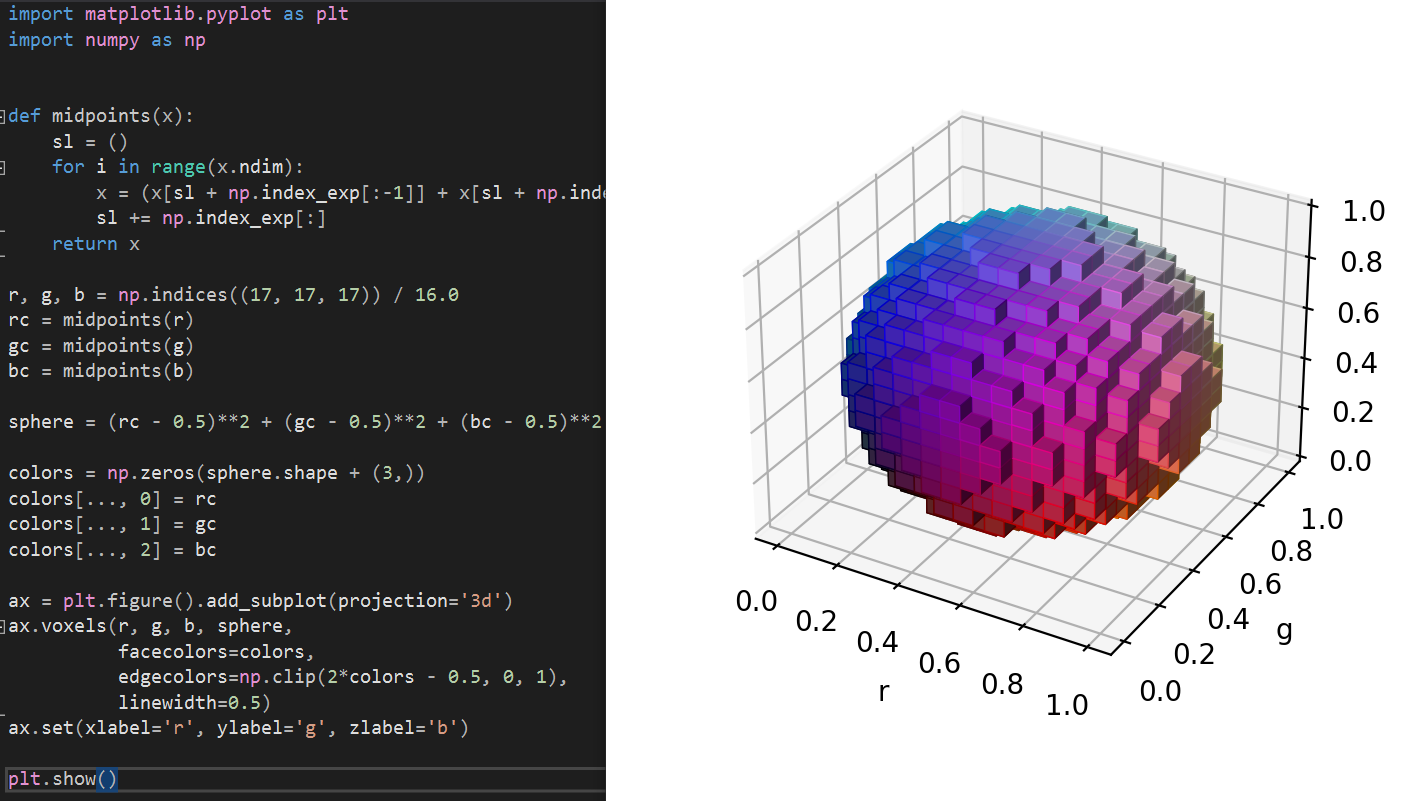 import matplotlib.pyplot as plt
import numpy as np
def midpoints(x):
    sl = ()
    for i in range(x.ndim):
        x = (x[sl + np.index_exp[:-1]] + x[sl + np.inde
        sl += np.index_exp[:]
    return x
r, g, b = np.indices((17, 17, 17)) / 16.0
rc = midpoints(r)
gc = midpoints(g)
bc = midpoints(b)
sphere = (rc - 0.5)**2 + (gc - 0.5)**2 + (bc - 0.5)**2
colors = np.zeros(sphere.shape + (3,))
colors[..., 0] = rc
colors[..., 1] = gc
colors[..., 2] = bc
ax = plt.figure().add_subplot(projection='3d')
ax.voxels(r, g, b, sphere,
          facecolors=colors,
          edgecolors=np.clip(2*colors - 0.5, 0, 1),
          linewidth=0.5)
ax.set(xlabel='r', ylabel='g', zlabel='b')
plt.show()
1.0
0.8
0.6
0.4
0.2
0.0
1.0
0.8
0.6
0.4
0.2
0.0
g
0.0
0.2
0.4
0.6
0.8
1.0
r